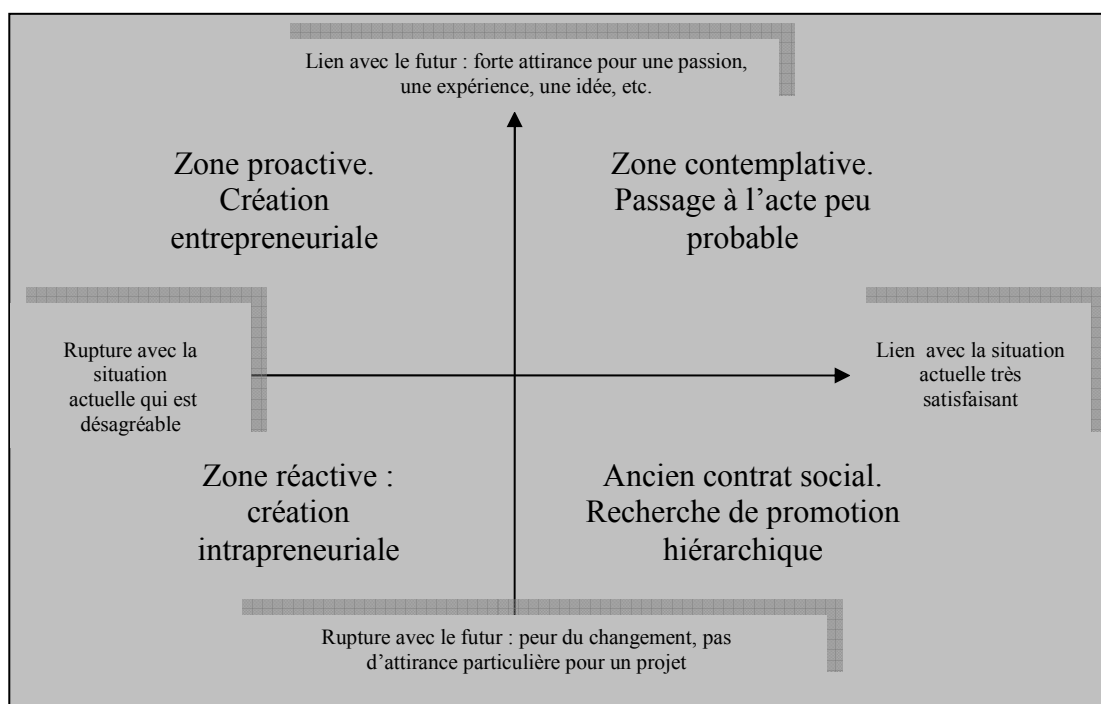 Lien avec le futur : forte attirance pour une passion,
une expérience, une idée, etc.
Zone proactive.
Création
entrepreneuriale
Zone contemplative.
Passage à l’acte peu
probable
Rupture avec la
situation
actuelle qui est
désagréable
Lien avec la situation
actuelle très
satisfaisant
Zone réactive :
création
intrapreneuriale
Ancien contrat social.
Recherche de promotion
hiérarchique
Rupture avec le futur : peur du changement, pas
d’attirance particulière pour un projet